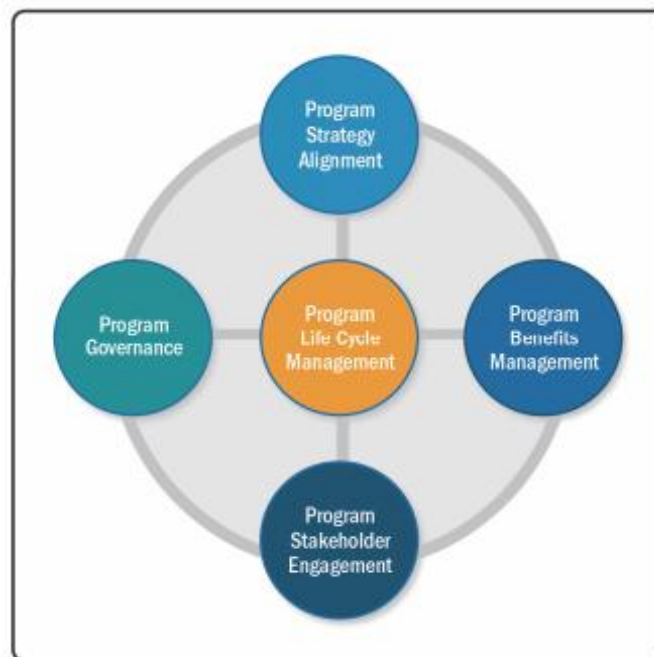 Program
Strategy
Alignment
Program
Governance
Program
Life Cycle
Management
Program
Benefits
Management
Program
Stakeholder
Engagement